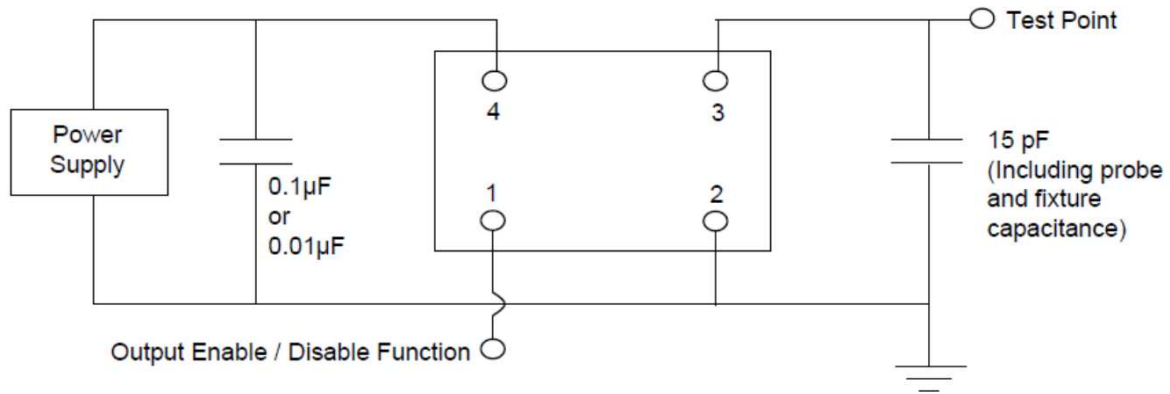 Test Point
4
3
Power
Supply
15 pF
(Including probe
and fixture
capacitance)
0.1µF
or
0.01µF
1
2
Output Enable / Disable Function